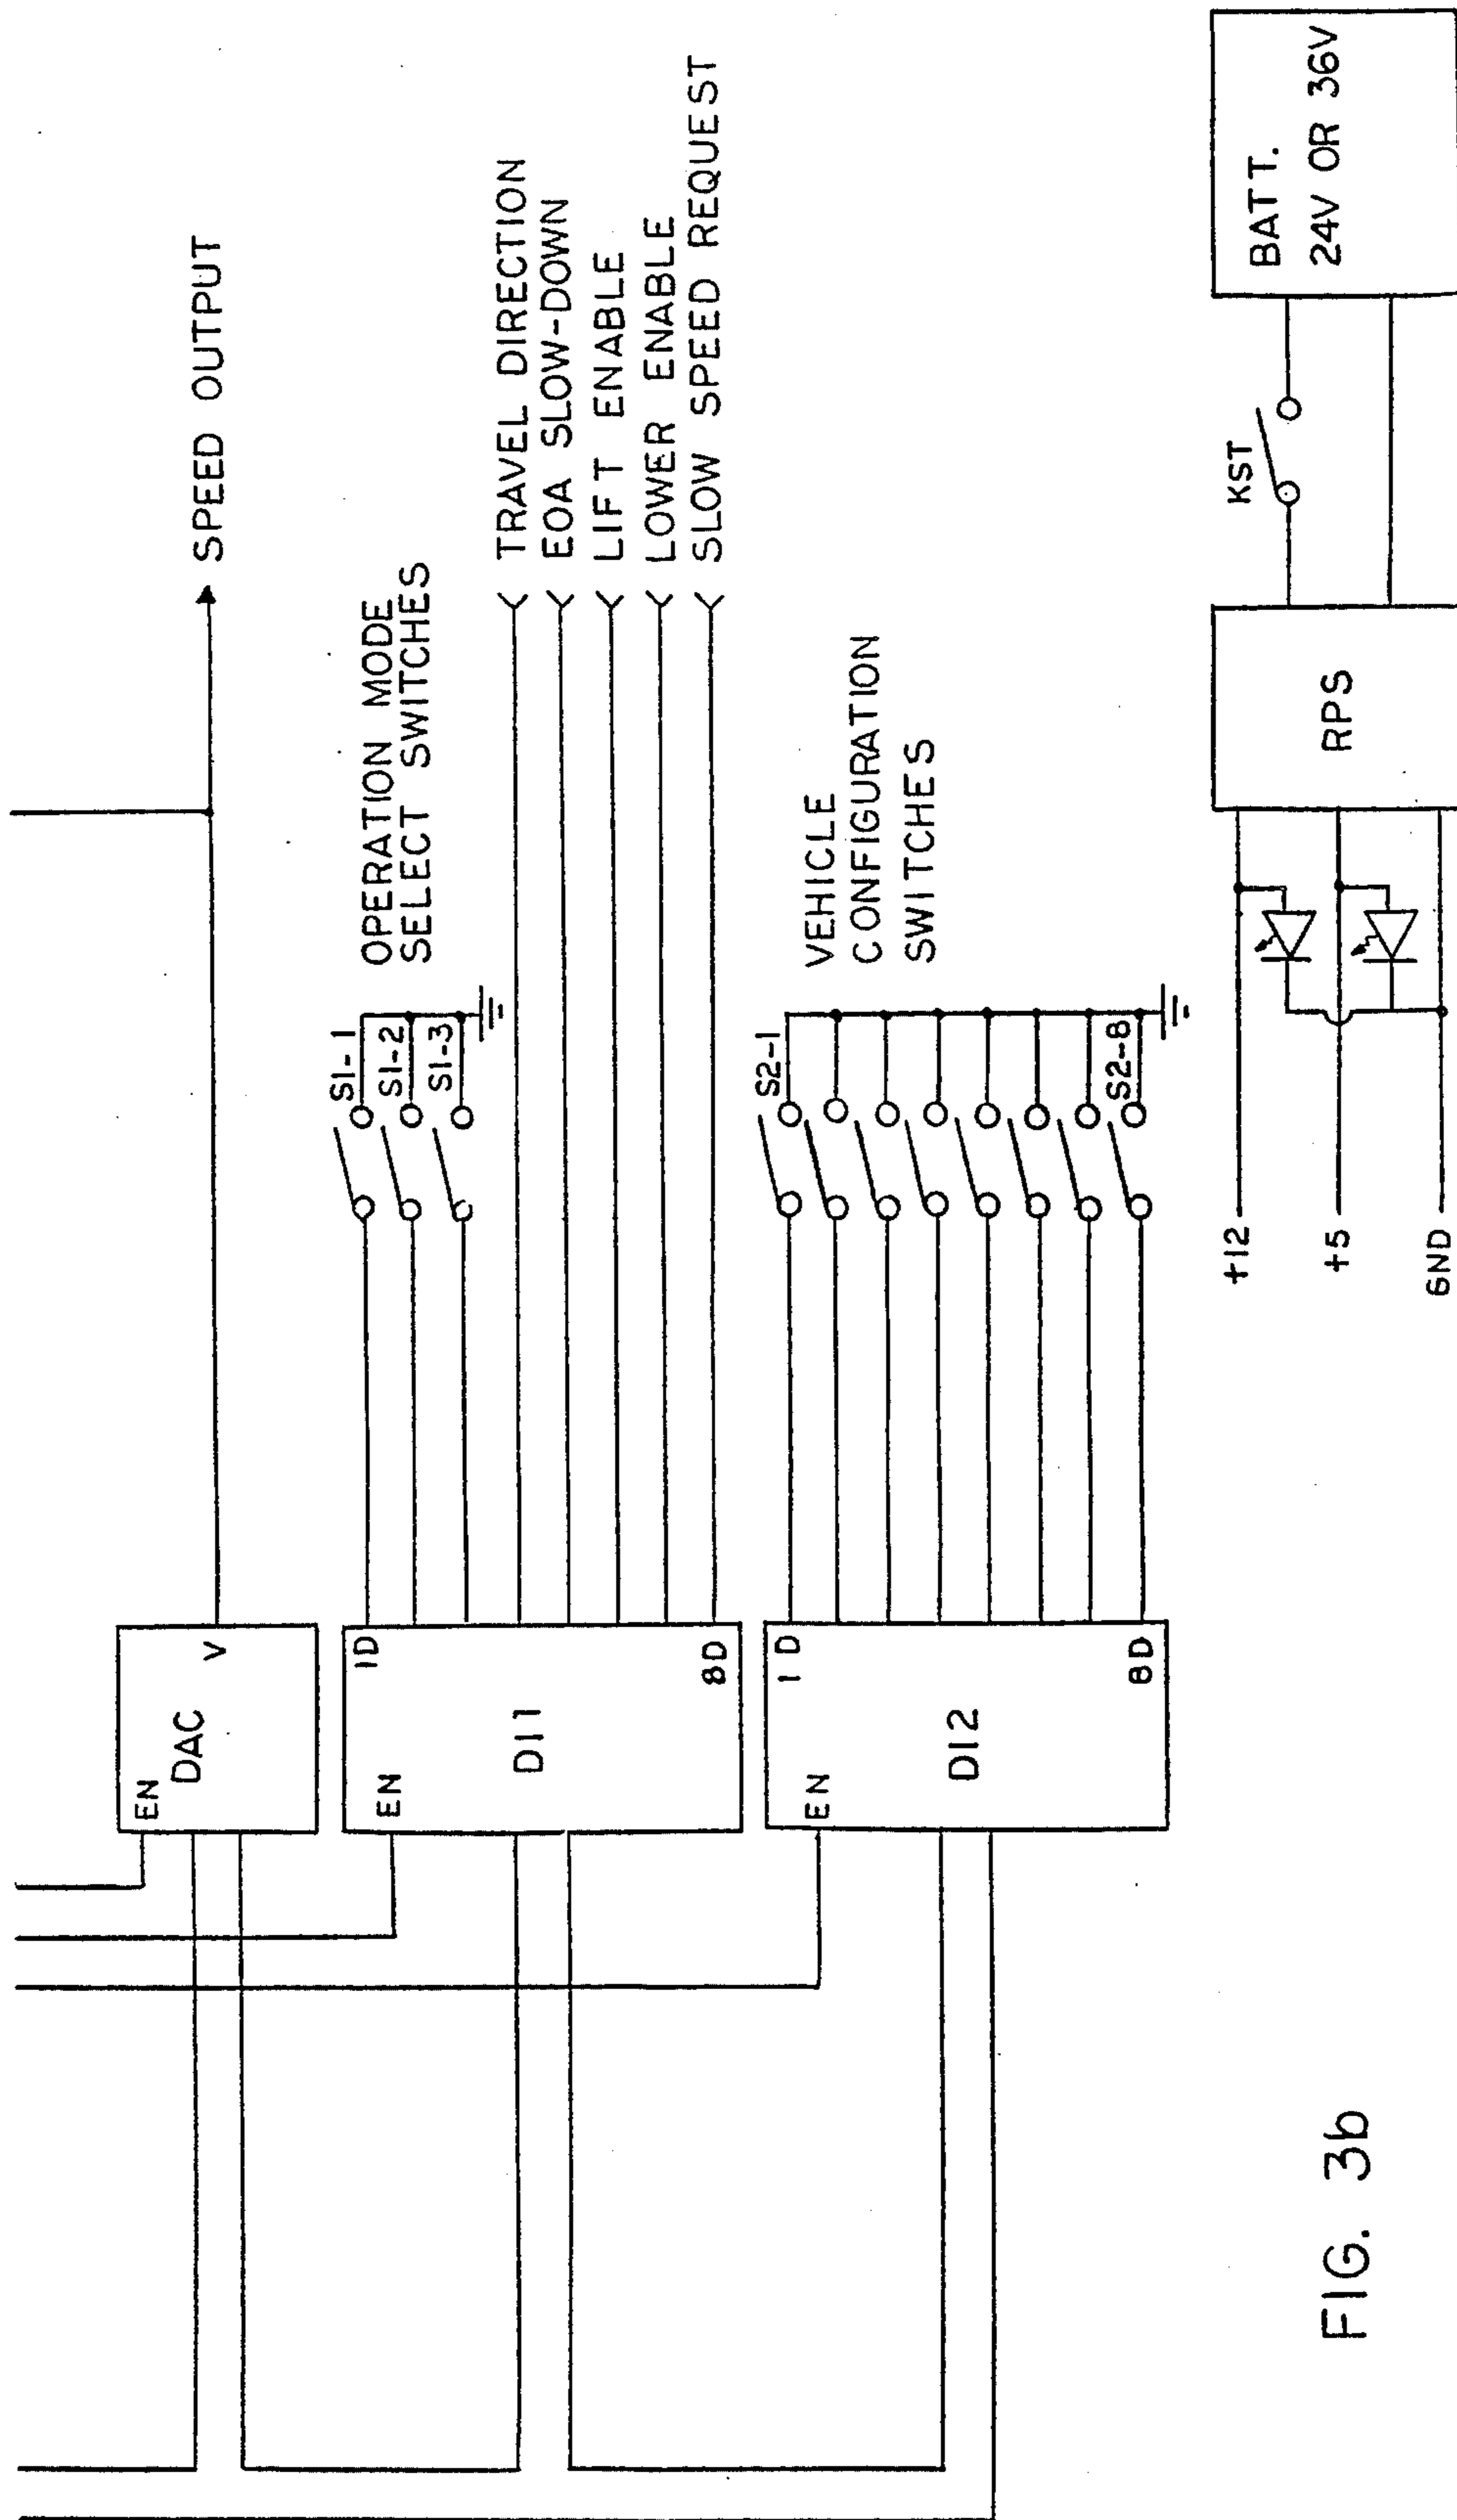 SPEED OUTPUT
EN
DAC
V
OPERATION MODE
SELECT SWITCHES
S1-1
S1-2
S1-3
EN
DI1
1D
8D
TRAVEL DIRECTION
EOA SLOW-DOWN
LIFT ENABLE
LOWER ENABLE
SLOW SPEED REQUEST
VEHICLE
CONFIGURATION
SWITCHES
S2-1
S2-8
EN
DI2
1D
8D
+12
+5
GND
RPS
KST
BATT.
24V OR 36V
FIG. 3b